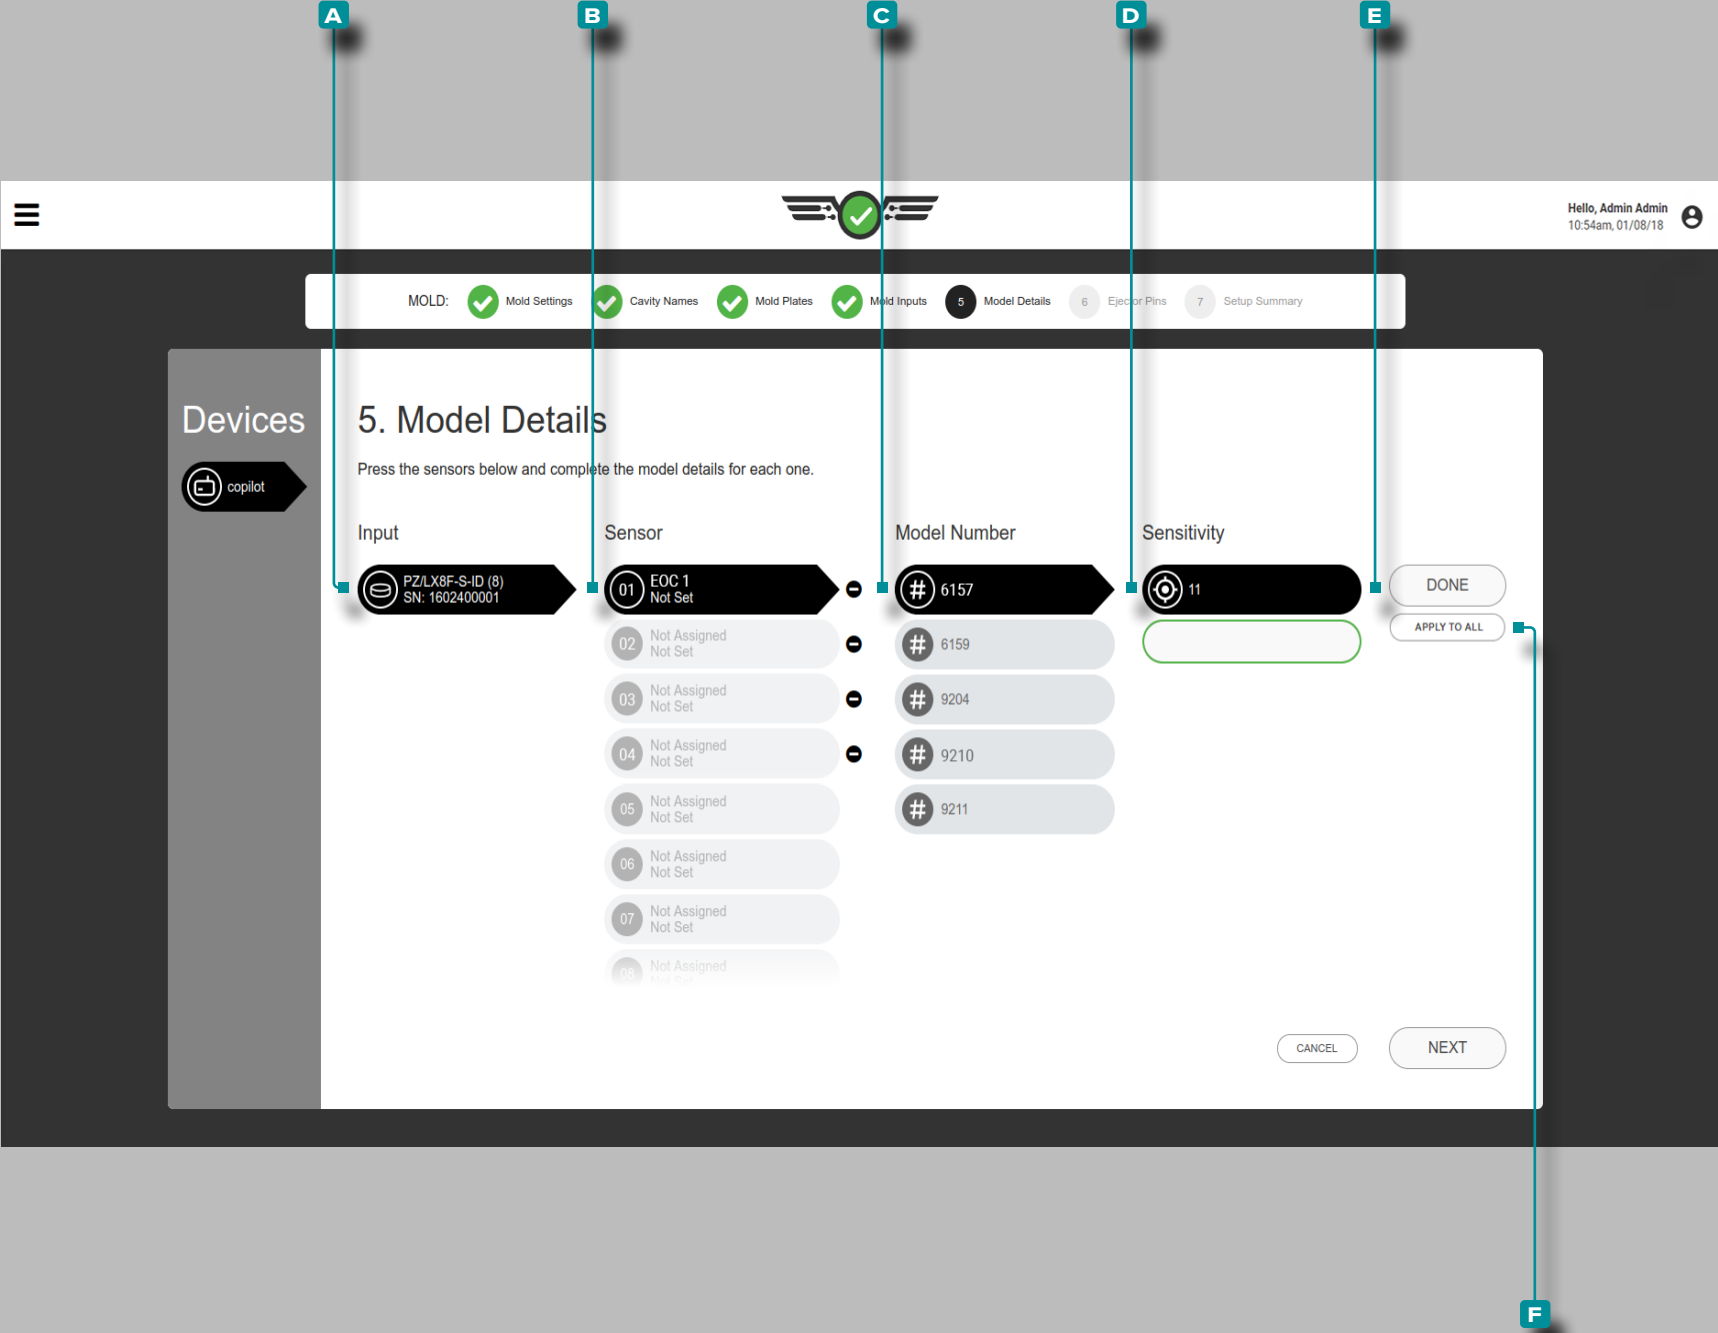 A B C D E
Hello, Admin Admin
10:54am, 01/08/18
MOLD: Mold Settings Cavity Names Mold Plates Mold Inputs 5 Model Details 6 Ejector Pins 7 Setup Summary
Devices
copilot
5. Model Details
Press the sensors below and complete the model details for each one.
Input Sensor Model Number Sensitivity
PZ/LX8F-S-ID (8)
SN: 1602400001
01 EOC 1
Not Set
# 6157
11
DONE
APPLY TO ALL
02 Not Assigned
Not Set
# 6159
03 Not Assigned
Not Set
# 9204
04 Not Assigned
Not Set
# 9210
05 Not Assigned
Not Set
# 9211
06 Not Assigned
Not Set
07 Not Assigned
Not Set
08 Not Assigned
Not Set
CANCEL NEXT
F